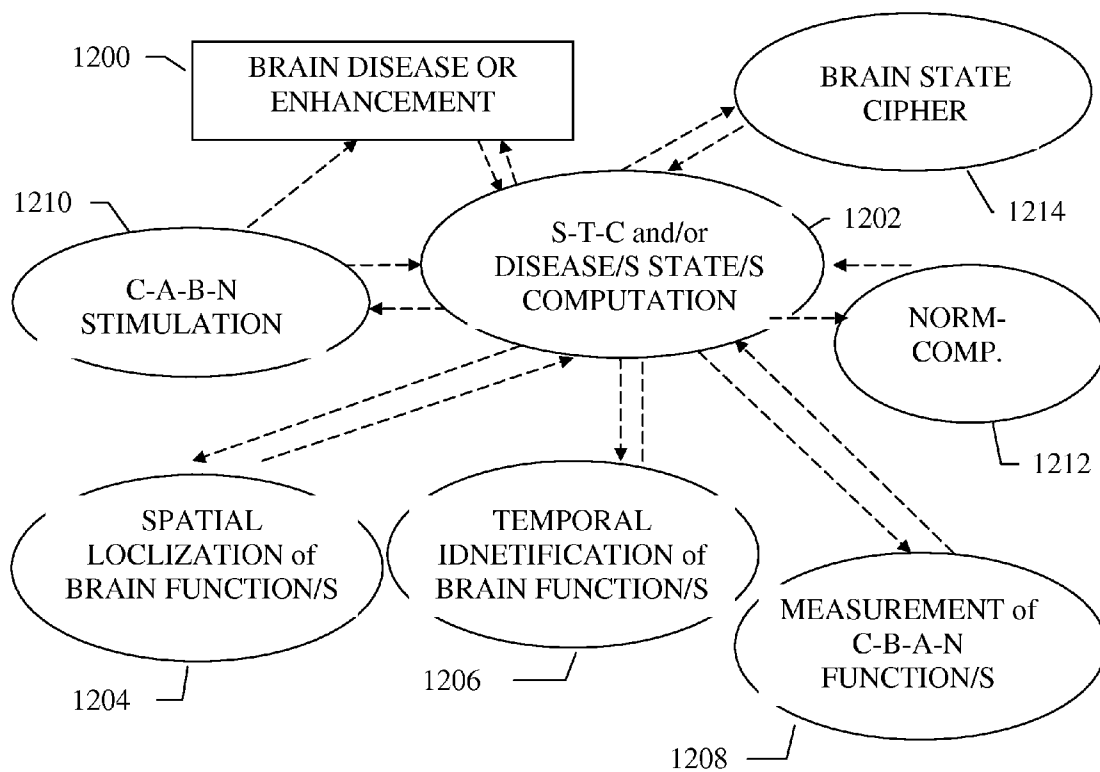 1200
BRAIN DISEASE OR
ENHANCEMENT
BRAIN STATE
CIPHER
1214
1210
C-A-B-N
STIMULATION
S-T-C and/or
DISEASE/S STATE/S
COMPUTATION
1202
NORM-
COMP.
1212
SPATIAL
LOCLIZATION of
BRAIN FUNCTION/S
1204
TEMPORAL
IDNETIFICATION of
BRAIN FUNCTION/S
1206
MEASUREMENT of
C-B-A-N
FUNCTION/S
1208